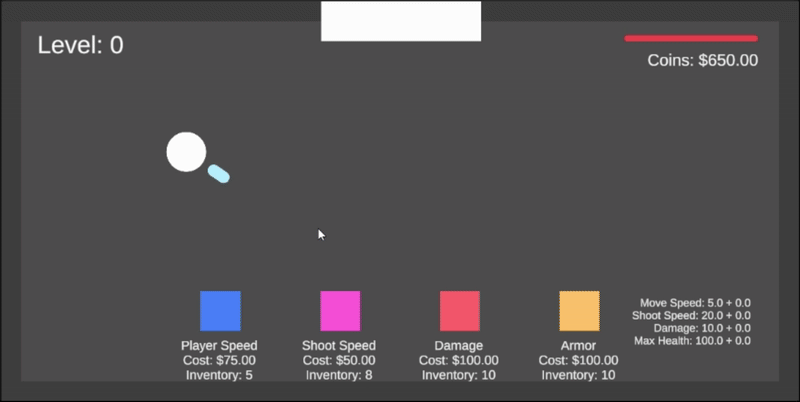 Level: 0
Coins: $650.00
Player Speed
Cost: $75.00
Inventory: 5
Shoot Speed
Cost: $50.00
Inventory: 8
Damage
Cost: $100.00
Inventory: 10
Armor
Cost: $100.00
Inventory: 10
Move Speed: 5.0 + 0.0
Shoot Speed: 20.0 + 0.0
Damage: 10.0 + 0.0
Max Health: 100.0 + 0.0